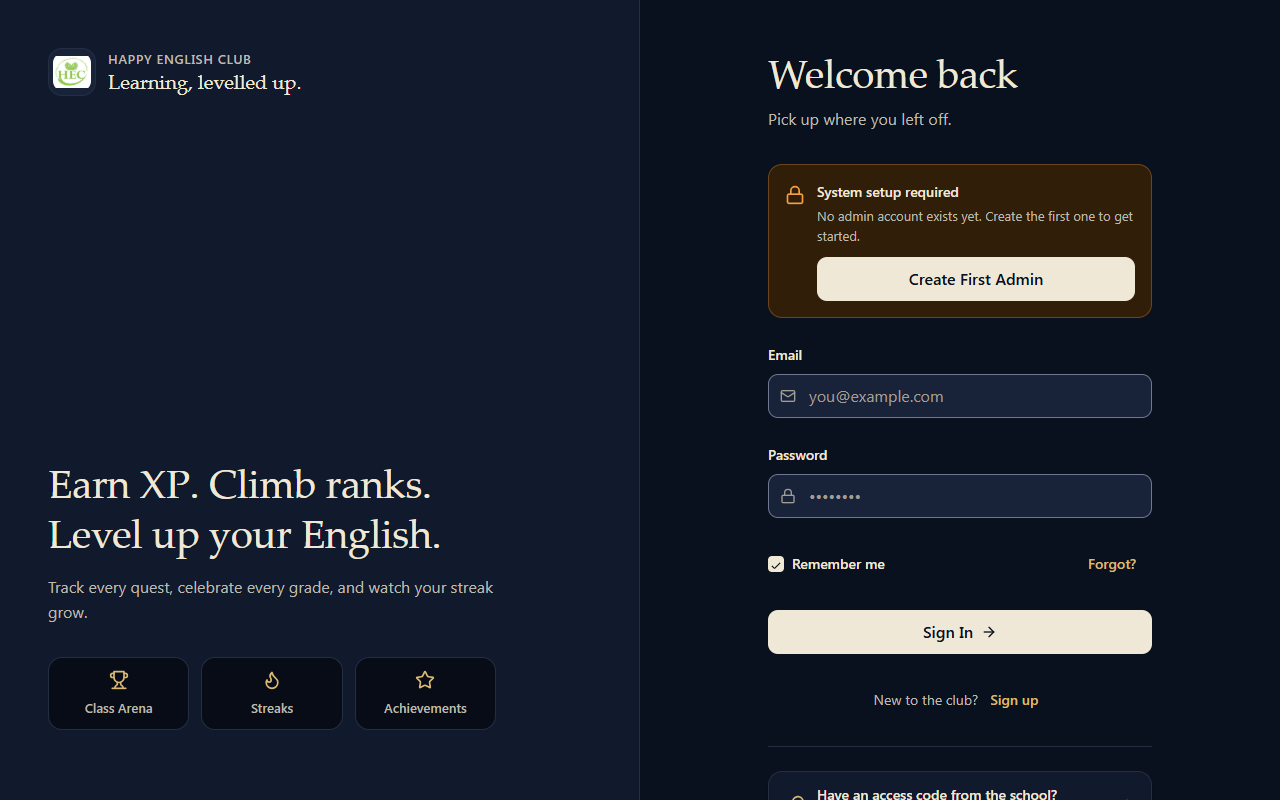 HEC
HAPPY ENGLISH CLUB
Learning, levelled up.
Earn XP. Climb ranks.
Level up your English.
Track every quest, celebrate every grade, and watch your streak
grow.
Class Arena
Streaks
Achievements
Welcome back
Pick up where you left off.
System setup required
No admin account exists yet. Create the first one to get
started.
Create First Admin
Email
you@example.com
Password
••••••••
Remember me
Forgot?
Sign In →
New to the club? Sign up
Have an access code from the school?